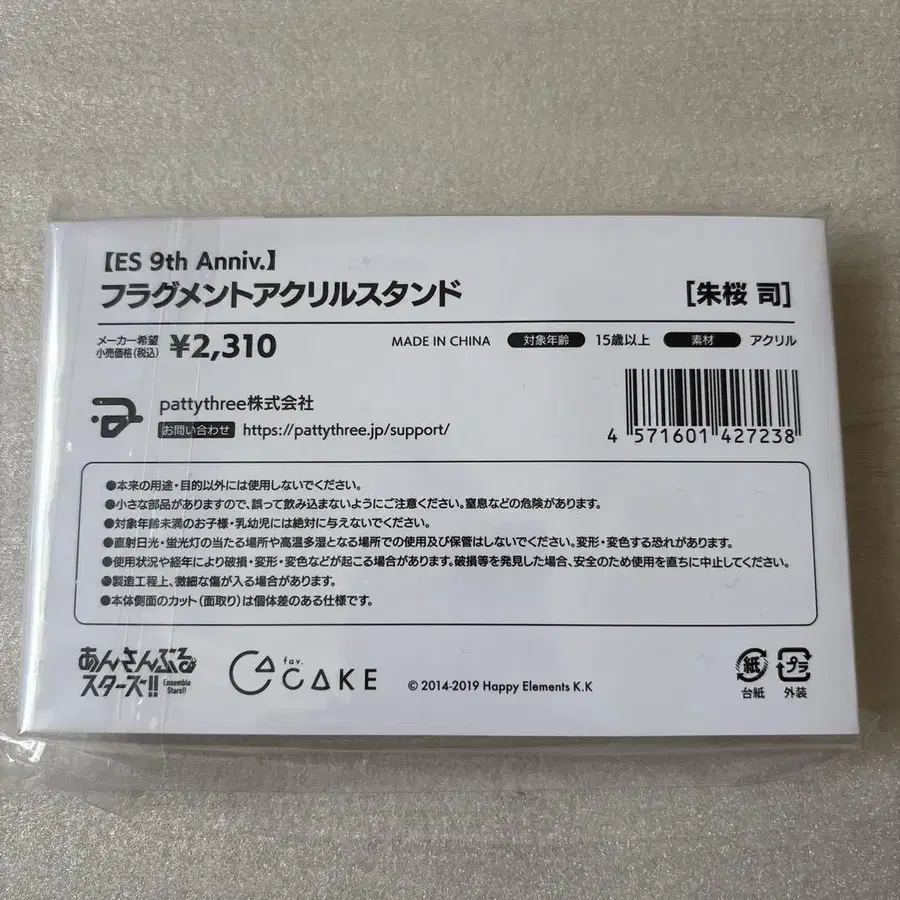 【ES 9th Anniv.】
フラグメントアクリルスタンド
[朱桜 司]
メーカー希望
小売価格(税込)
¥2,310
MADE IN CHINA 対象年齢 15歳以上 素材 アクリル
pattythree株式会社
お問い合わせ https://pattythree.jp/support/
4 571601 427238
●本来の用途・目的以外には使用しないでください。
●小さな部品がありますので、誤って飲み込まないようにご注意ください。窒息などの危険があります。
●対象年齢未満のお子様・乳幼児には絶対に与えないでください。
●直射日光・蛍光灯の当たる場所や高温多湿となる場所での使用及び保管はしないでください。変形・変色する恐れがあります。
●使用状況や経年により破損・変形・変色などが起こる場合があります。破損等を発見した場合、安全のため使用を直ちに中止してください。
●製造工程上、微細な傷が入る場合があります。
●本体側面のカット(面取り)は個体差のある仕様です。
あんさんぶる
スターズ!!
Ensemble
Stars!!
fav.
CAKE
© 2014-2019 Happy Elements K.K
紙
台紙
プラ
外装